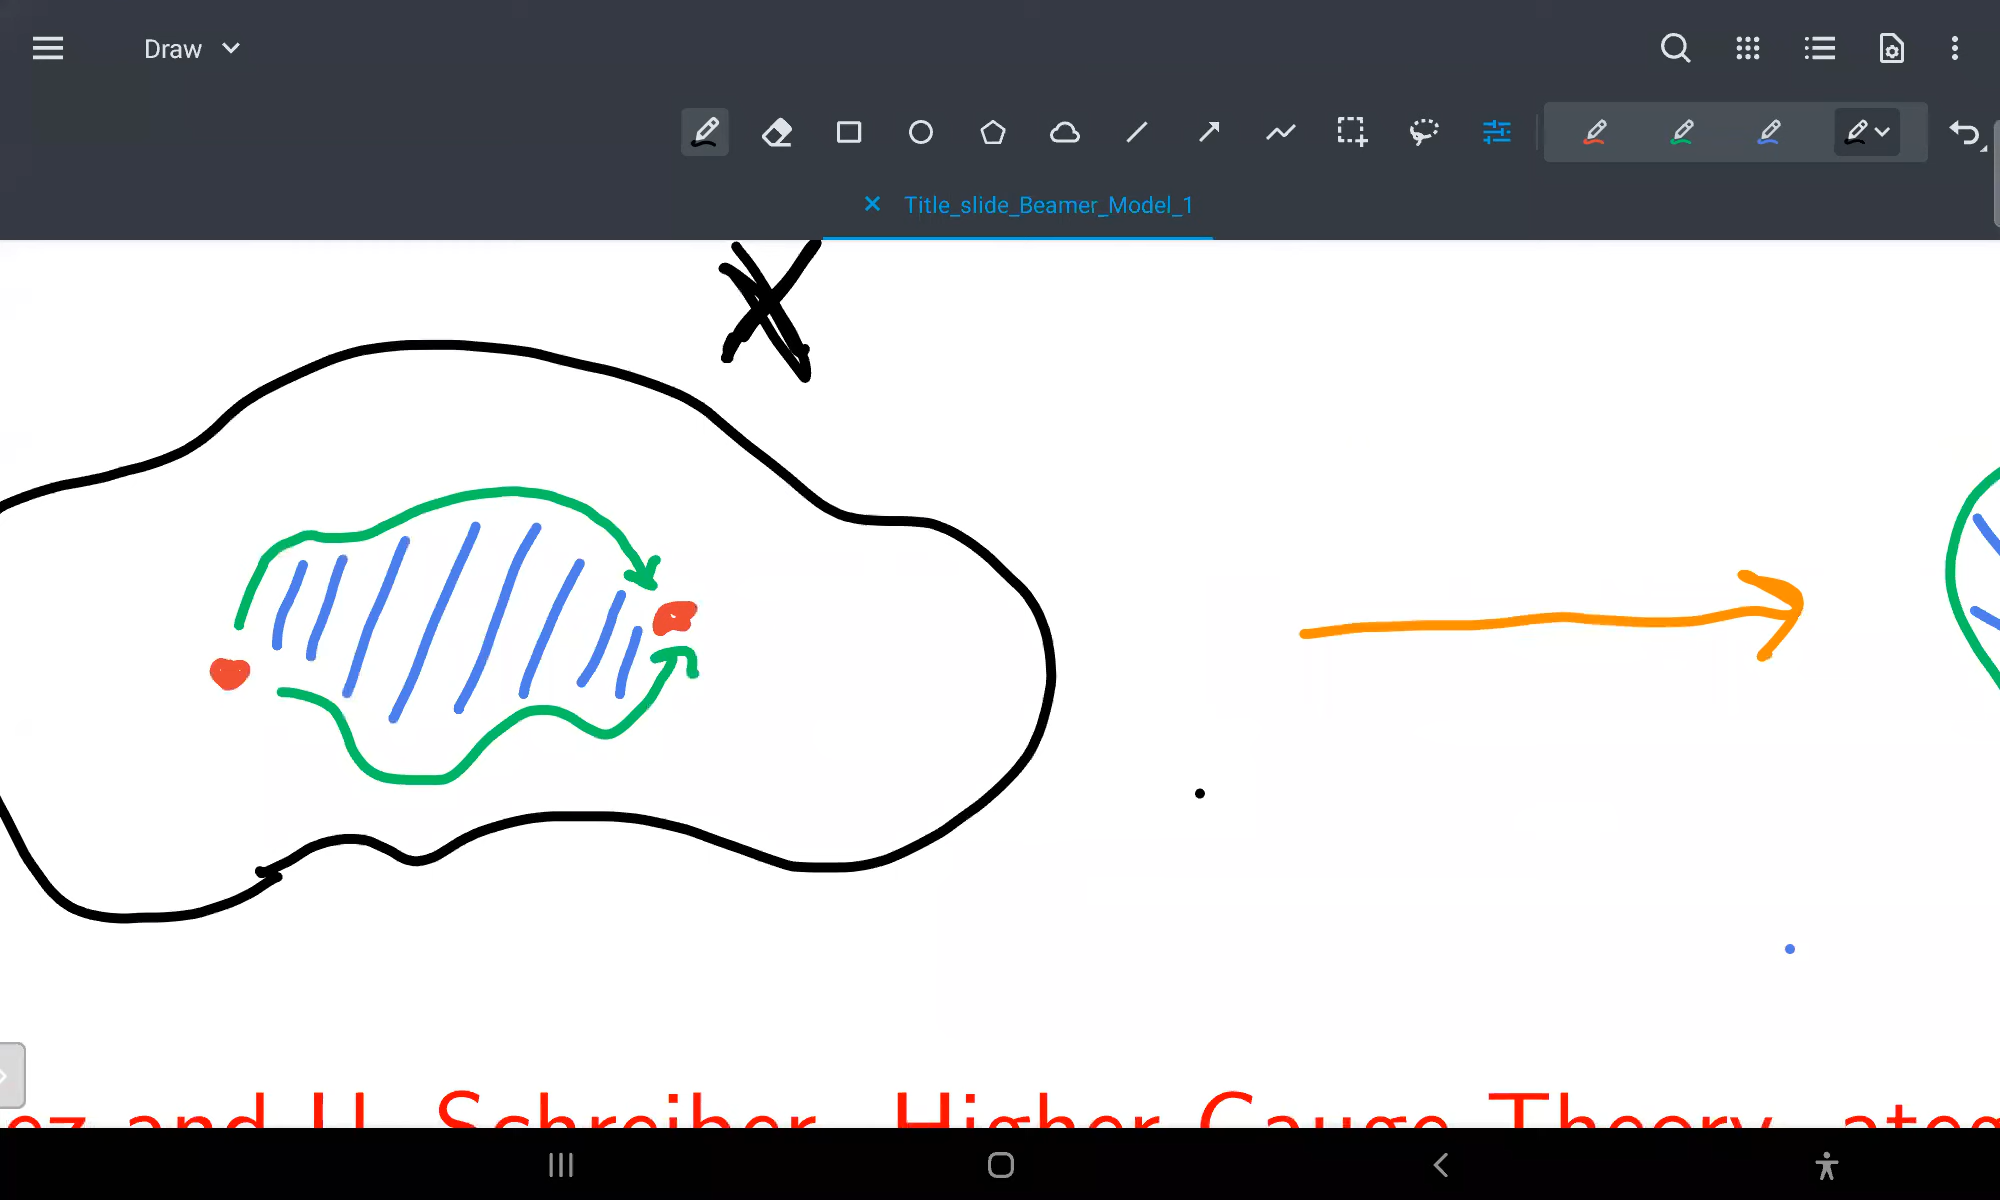 Draw
Title_slide_Beamer_Model_1
X
and U. Schreiber, Higher Gauge Theory,